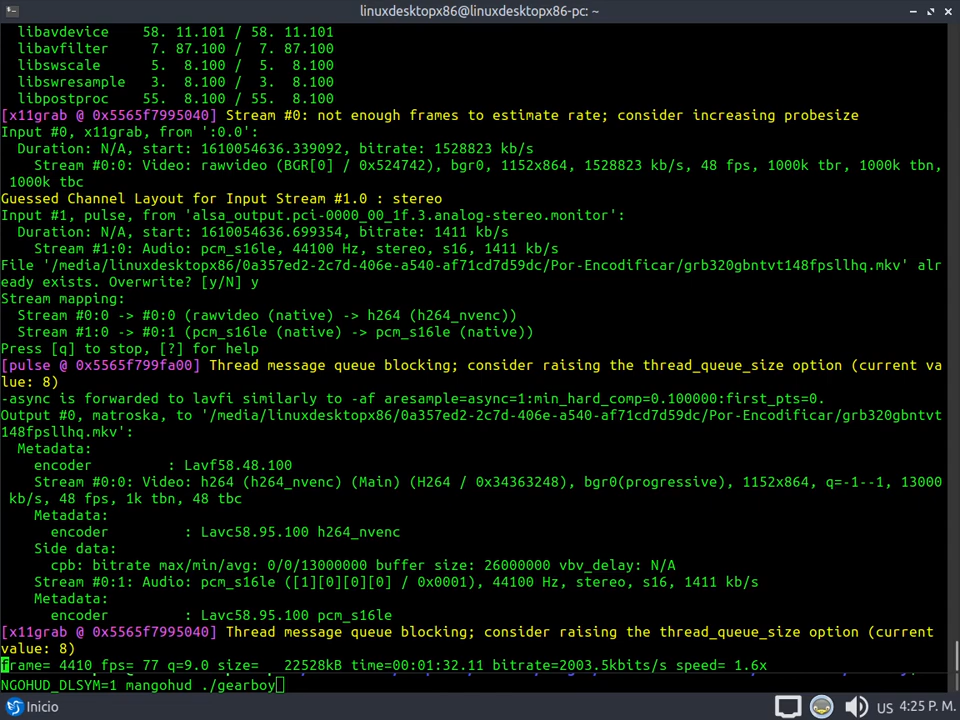 linuxdesktopx86@linuxdesktopx86-pc: ~
libavdevice    58. 11.101 / 58. 11.101
libavfilter     7. 87.100 /  7. 87.100
libswscale      5.  8.100 /  5.  8.100
libswresample   3.  8.100 /  3.  8.100
libpostproc    55.  8.100 / 55.  8.100
[x11grab @ 0x5565f7995040] Stream #0: not enough frames to estimate rate; consider increasing probesize
Input #0, x11grab, from ':0.0':
Duration: N/A, start: 1610054636.339092, bitrate: 1528823 kb/s
Stream #0:0: Video: rawvideo (BGR[0] / 0x524742), bgr0, 1152x864, 1528823 kb/s, 48 fps, 1000k tbr, 1000k tbn,
1000k tbc
Guessed Channel Layout for Input Stream #1.0 : stereo
Input #1, pulse, from 'alsa_output.pci-0000_00_1f.3.analog-stereo.monitor':
Duration: N/A, start: 1610054636.699354, bitrate: 1411 kb/s
Stream #1:0: Audio: pcm_s16le, 44100 Hz, stereo, s16, 1411 kb/s
File '/media/linuxdesktopx86/0a357ed2-2c7d-406e-a540-af71cd7d59dc/Por-Encodificar/grb320gbntvt148fpsllhq.mkv' alr
eady exists. Overwrite? [y/N] y
Stream mapping:
Stream #0:0 -> #0:0 (rawvideo (native) -> h264 (h264_nvenc))
Stream #1:0 -> #0:1 (pcm_s16le (native) -> pcm_s16le (native))
Press [q] to stop, [?] for help
[pulse @ 0x5565f799fa00] Thread message queue blocking; consider raising the thread_queue_size option (current va
lue: 8)
-async is forwarded to lavfi similarly to -af aresample=async=1:min_hard_comp=0.100000:first_pts=0.
Output #0, matroska, to '/media/linuxdesktopx86/0a357ed2-2c7d-406e-a540-af71cd7d59dc/Por-Encodificar/grb320gbntvt
148fpsllhq.mkv':
Metadata:
encoder         : Lavf58.48.100
Stream #0:0: Video: h264 (h264_nvenc) (Main) (H264 / 0x34363248), bgr0(progressive), 1152x864, q=-1--1, 13000
kb/s, 48 fps, 1k tbn, 48 tbc
Metadata:
encoder         : Lavc58.95.100 h264_nvenc
Side data:
cpb: bitrate max/min/avg: 0/0/13000000 buffer size: 26000000 vbv_delay: N/A
Stream #0:1: Audio: pcm_s16le ([1][0][0][0] / 0x0001), 44100 Hz, stereo, s16, 1411 kb/s
Metadata:
encoder         : Lavc58.95.100 pcm_s16le
[x11grab @ 0x5565f7995040] Thread message queue blocking; consider raising the thread_queue_size option (current
value: 8)
frame= 4410 fps= 77 q=9.0 size=   22528kB time=00:01:32.11 bitrate=2003.5kbits/s speed= 1.6x
NGOHUD_DLSYM=1 mangohud ./gearboy
Inicio
US 4:25 P. M.